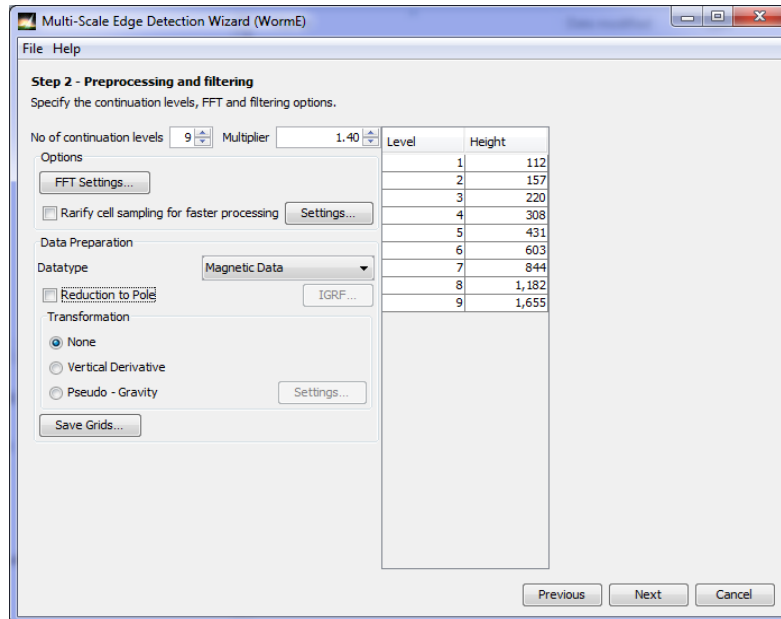 Multi-Scale Edge Detection Wizard (WormE)
File Help
Step 2 - Preprocessing and filtering
Specify the continuation levels, FFT and filtering options.
No of continuation levels 9 Multiplier 1.40
Options
FFT Settings...
Rarify cell sampling for faster processing Settings...
Data Preparation
Datatype Magnetic Data
Reduction to Pole IGRF...
Transformation
None
Vertical Derivative
Pseudo - Gravity Settings...
Save Grids...
Level Height
1 112
2 157
3 220
4 308
5 431
6 603
7 844
8 1,182
9 1,655
Previous Next Cancel